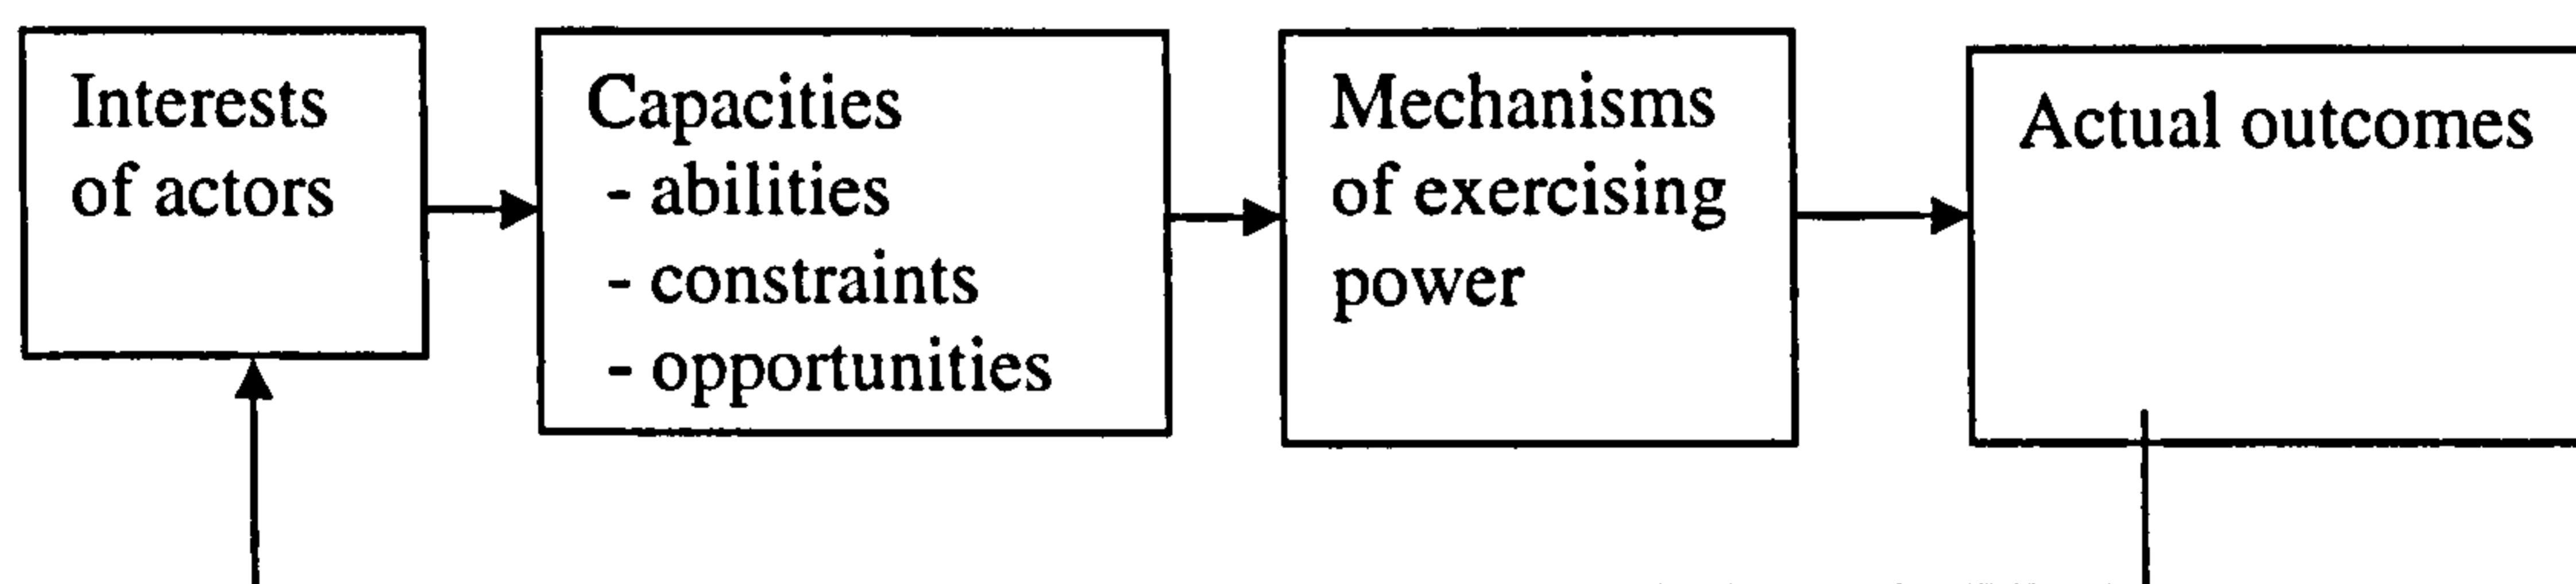 Interests
of actors
Capacities
- abilities
- constraints
- opportunities
Mechanisms
of exercising
power
Actual outcomes